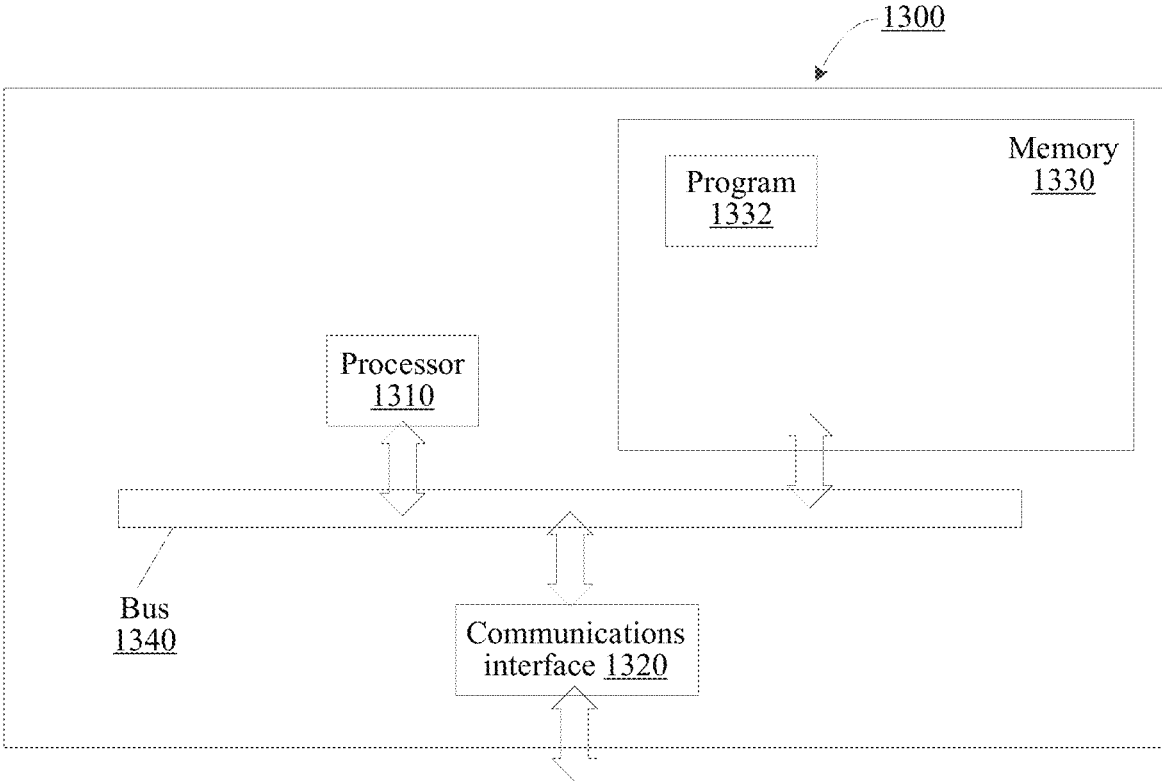 1300
Memory
1330
Program
1332
Processor
1310
Bus
1340
Communications
interface 1320